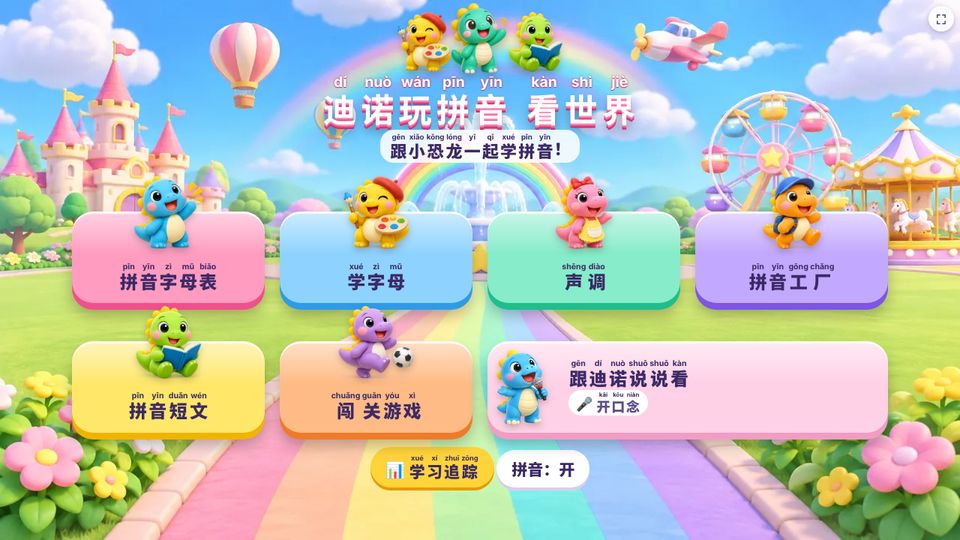 dí nuò wán pīn yīn kàn shì jiè
迪诺玩拼音 看世界
gēn xiǎo kǒng lóng yì qǐ xué pīn yīn
跟小恐龙一起学拼音！
pīn yīn zì mǔ biǎo
拼音字母表
xué zì mǔ
学字母
shēng diào
声调
pīn yīn gōng chǎng
拼音工厂
pīn yīn duǎn wén
拼音短文
chuǎng guān yóu xì
闯关游戏
gēn dí nuò shuō shuō kàn
跟迪诺说说看
kāi kǒu niàn
🎤 开口念
xué xí zhuī zōng
📊 学习追踪
拼音：开